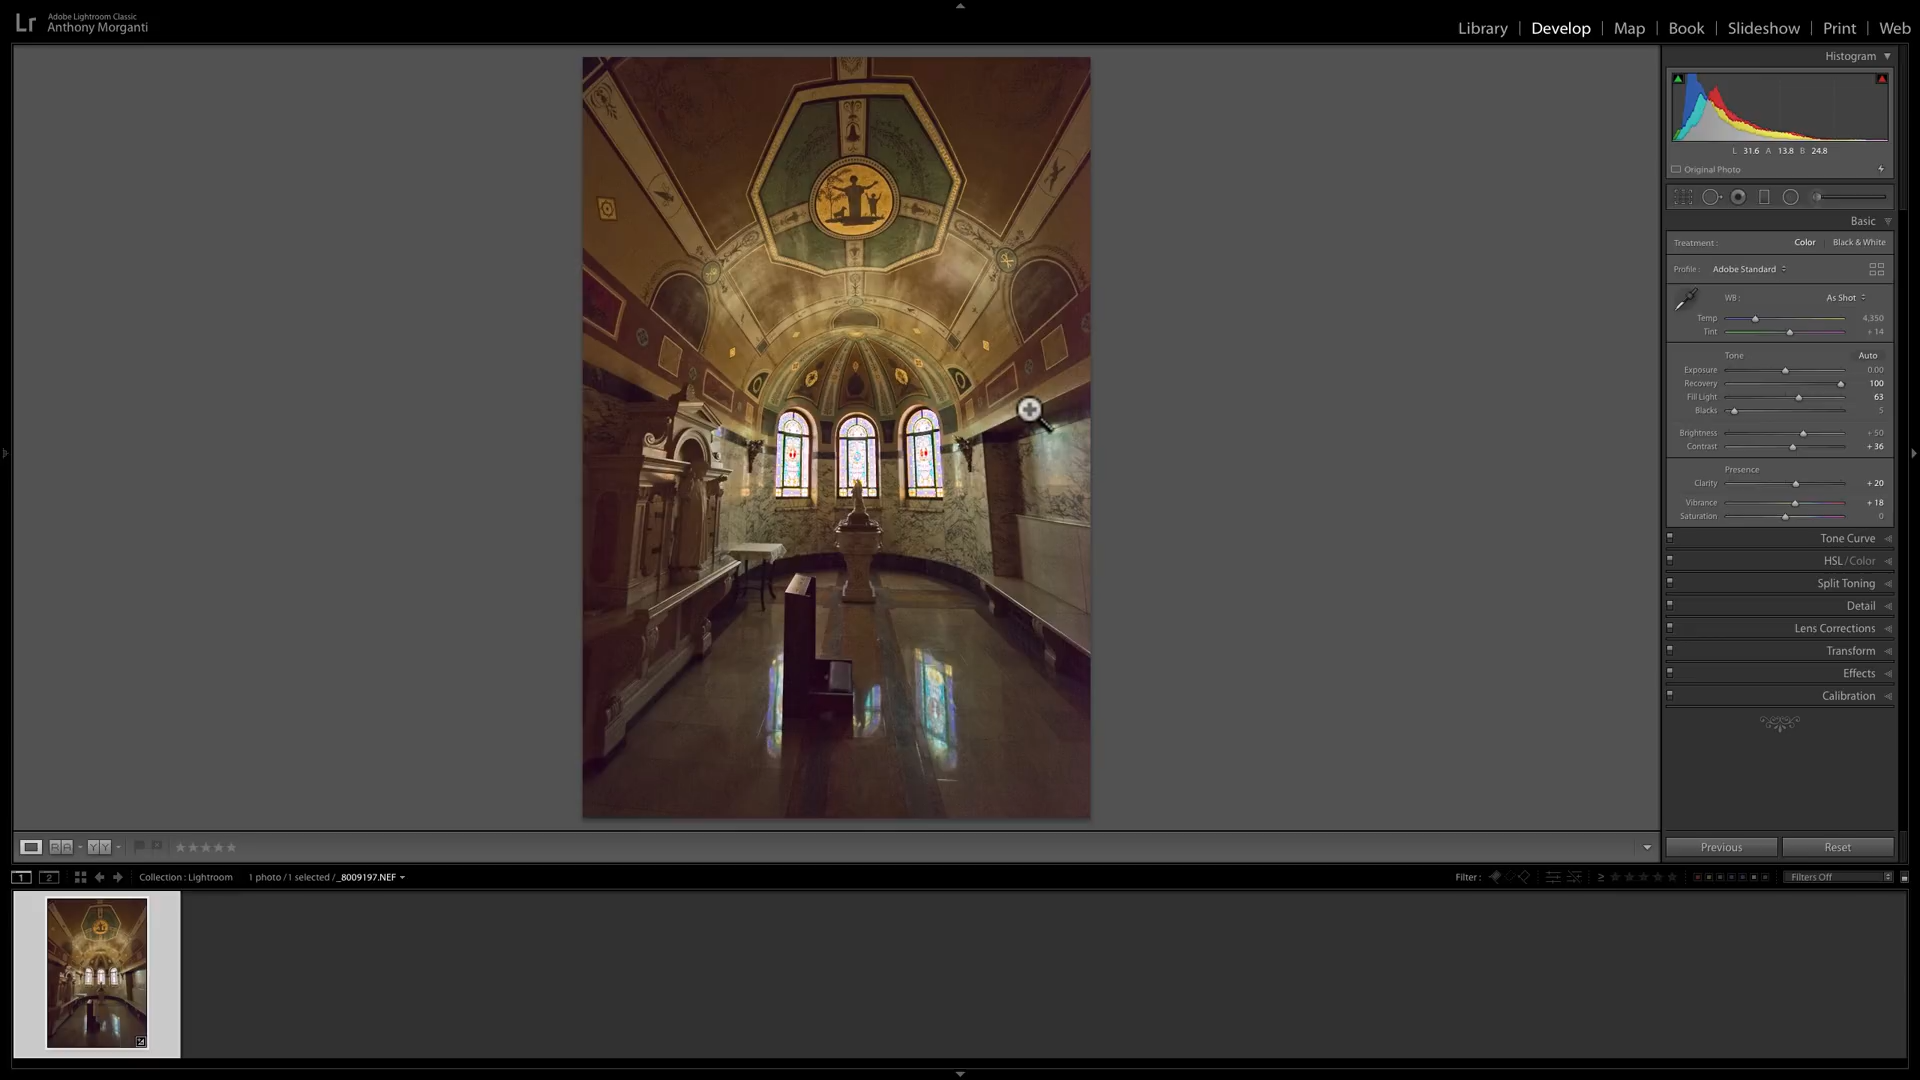 Lr
Adobe Lightroom Classic
Anthony Morganti
Library | Develop | Map | Book | Slideshow | Print | Web
Histogram
L 31.6 A 13.8 B 24.8
Original Photo
Basic
Treatment : Color | Black & White
Profile : Adobe Standard
WB : As Shot
Temp 4,350
Tint + 14
Tone Auto
Exposure 0.00
Recovery 100
Fill Light 63
Blacks 5
Brightness + 50
Contrast + 36
Presence
Clarity + 20
Vibrance + 18
Saturation 0
Tone Curve
HSL / Color
Split Toning
Detail
Lens Corrections
Transform
Effects
Calibration
Previous Reset
1 2 Collection : Lightroom 1 photo / 1 selected / _8009197.NEF Filter : ≥ Filters Off